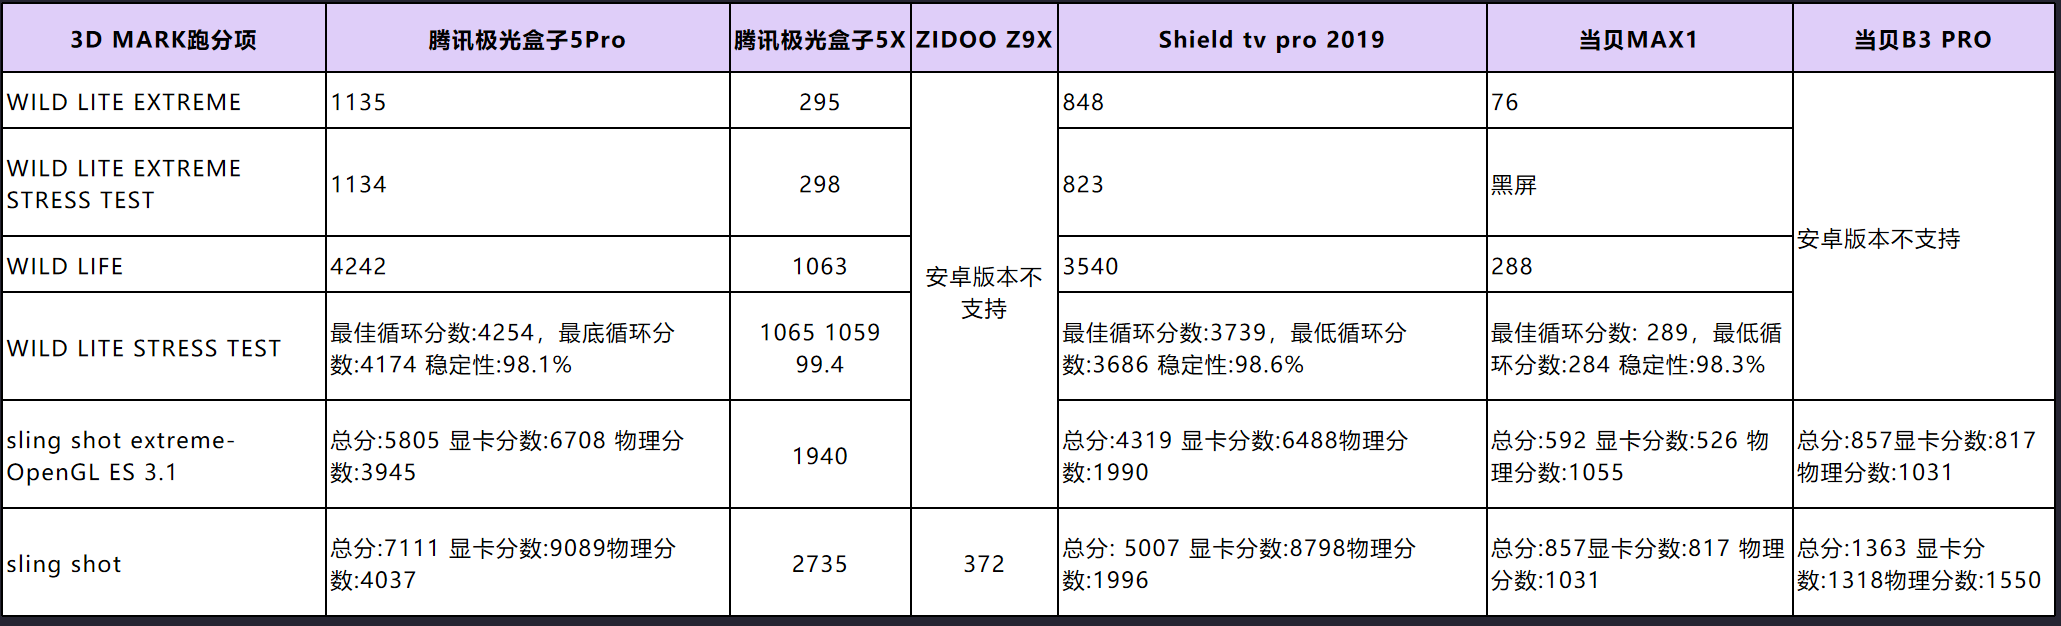 3D MARK跑分项 腾讯极光盒子5Pro 腾讯极光盒子5X ZIDOO Z9X Shield tv pro 2019 当贝MAX1 当贝B3 PRO
WILD LITE EXTREME 1135 295 848 76
WILD LITE EXTREME
STRESS TEST
1134 298 823 黑屏
安卓版本不支持
WILD LIFE 4242 1063 3540 288
安卓版本不
支持
WILD LITE STRESS TEST
最佳循环分数:4254，最底循环分
数:4174 稳定性:98.1%
1065 1059
99.4
最佳循环分数:3739，最低循环分
数:3686 稳定性:98.6%
最佳循环分数: 289，最低循
环分数:284 稳定性:98.3%
sling shot extreme-
OpenGL ES 3.1
总分:5805 显卡分数:6708 物理分
数:3945
1940
总分:4319 显卡分数:6488物理分
数:1990
总分:592 显卡分数:526 物
理分数:1055
总分:857显卡分数:817
物理分数:1031
sling shot
总分:7111 显卡分数:9089物理分
数:4037
2735
372
总分: 5007 显卡分数:8798物理分
数:1996
总分:857显卡分数:817 物理
分数:1031
总分:1363 显卡分
数:1318物理分数:1550